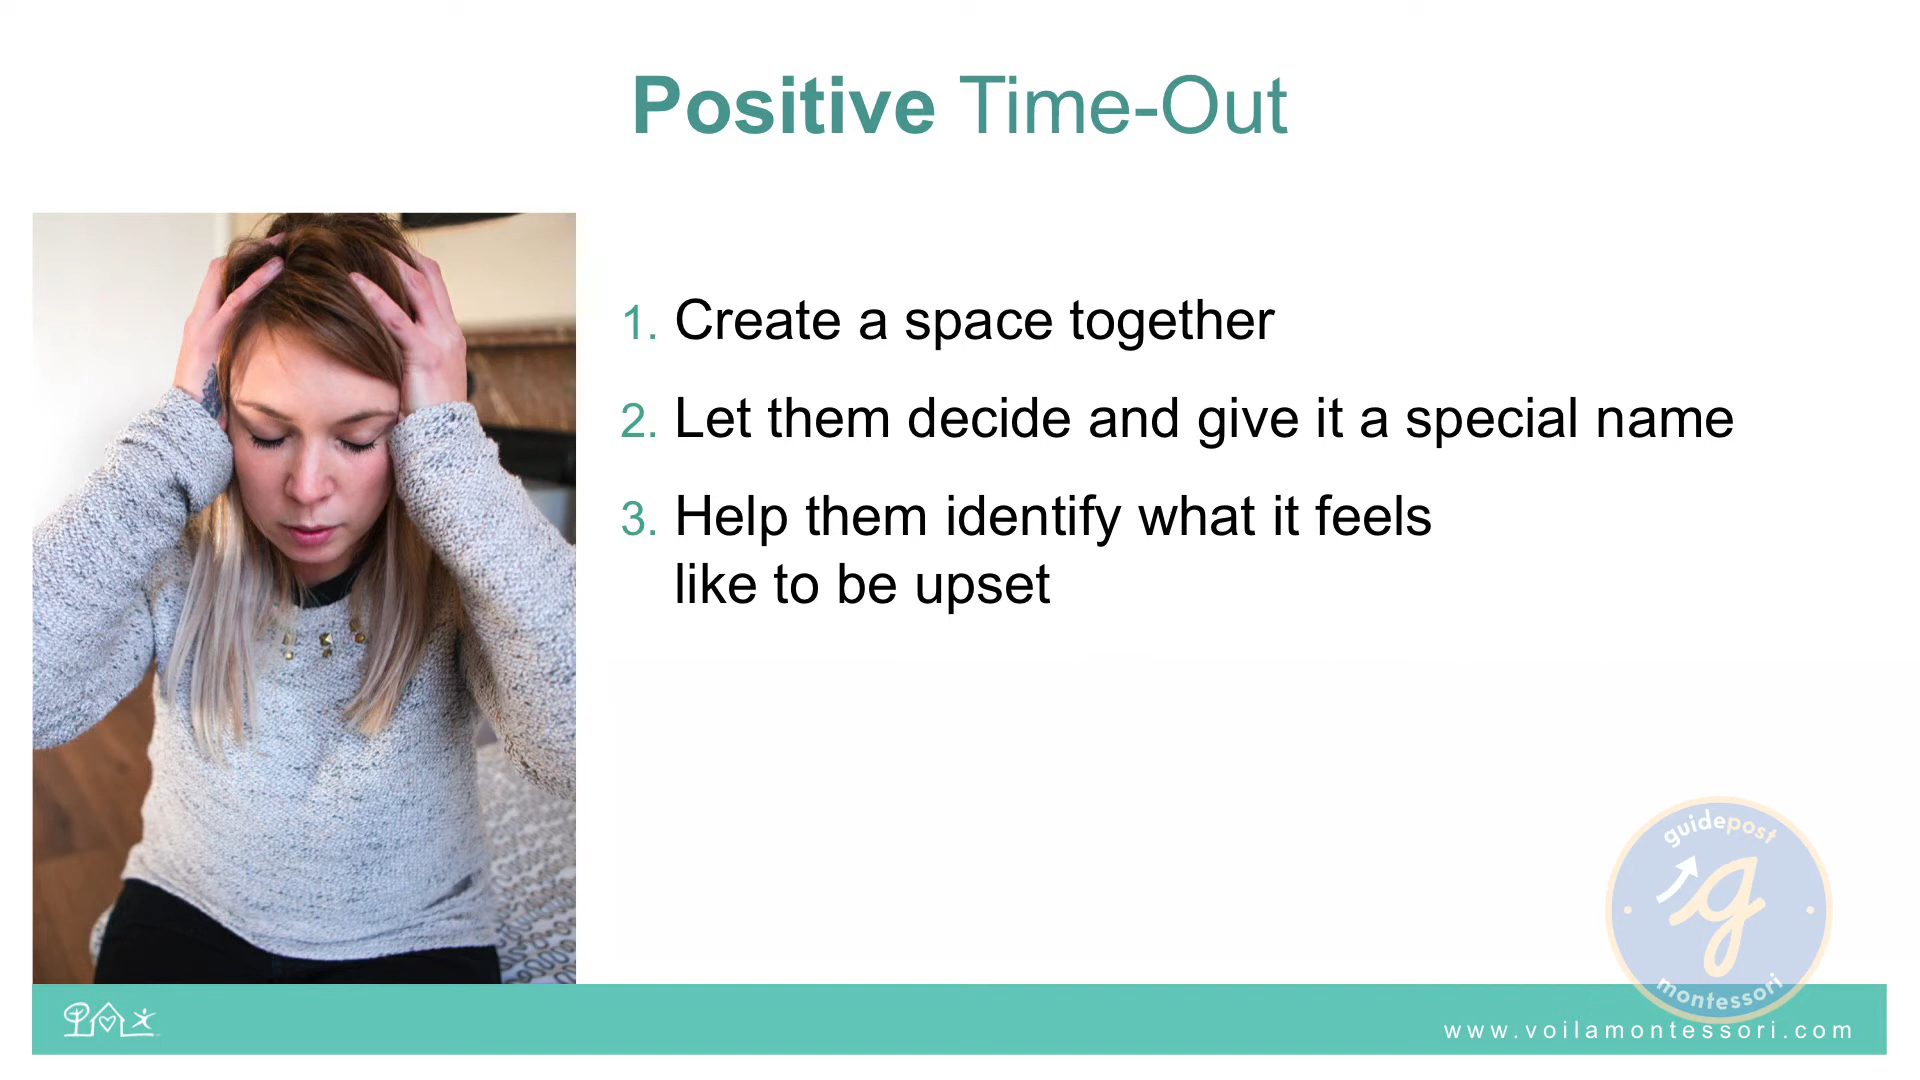 Positive Time-Out
1. Create a space together
2. Let them decide and give it a special name
3. Help them identify what it feels
like to be upset
guidepost
g
montessori
www.voilamontessori.com